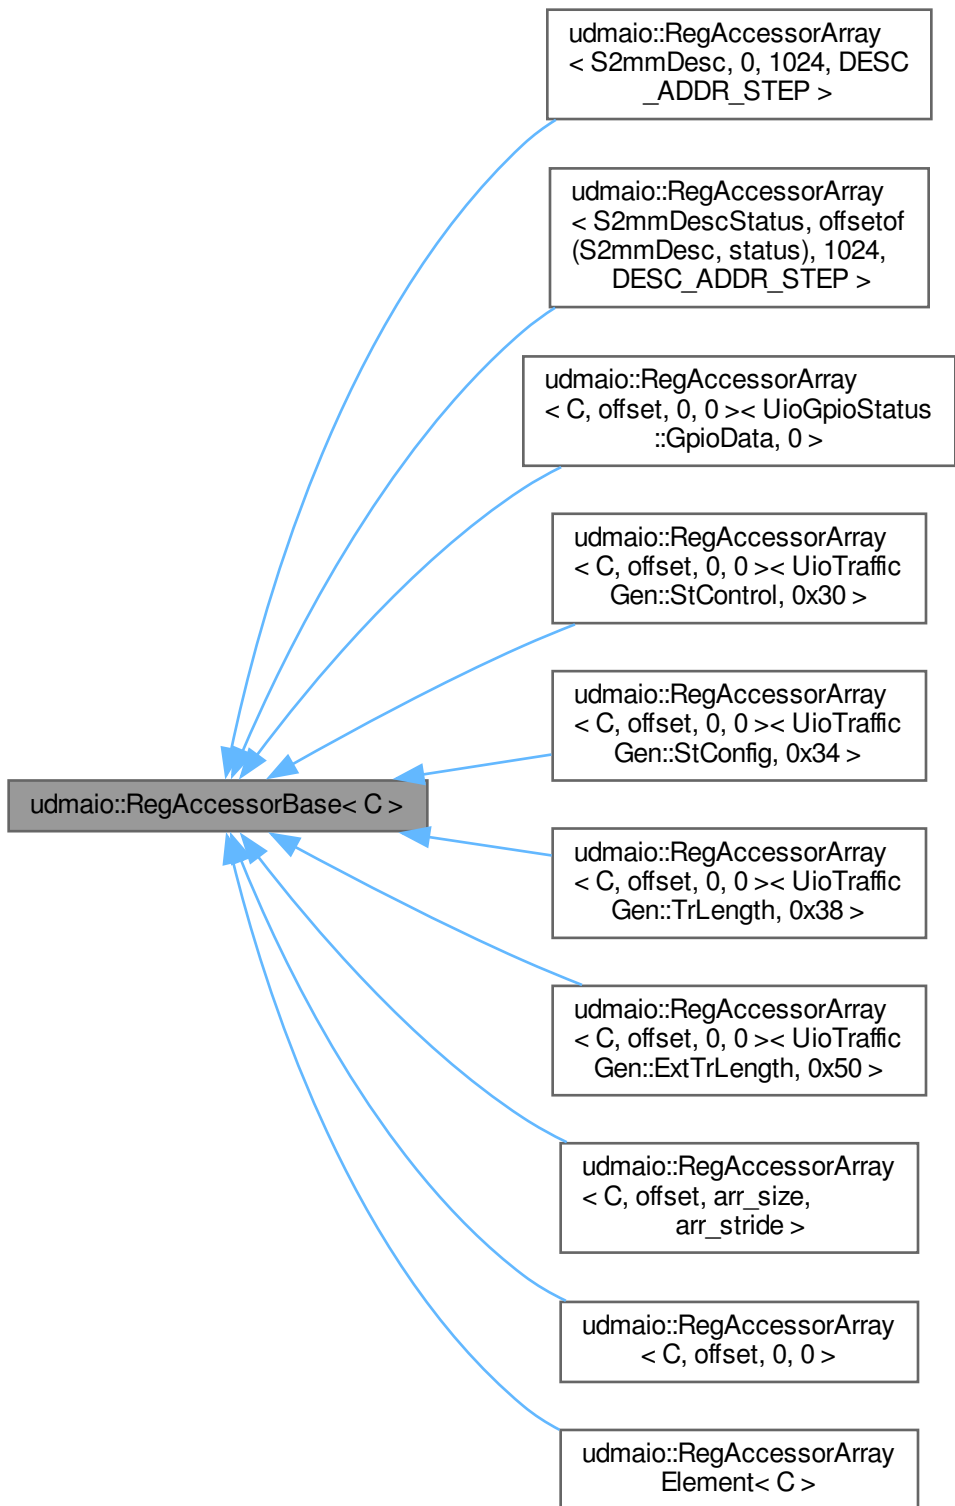 udmaio::RegAccessorArray
< S2mmDesc, 0, 1024, DESC
_ADDR_STEP >
udmaio::RegAccessorArray
< S2mmDescStatus, offsetof
(S2mmDesc, status), 1024,
DESC_ADDR_STEP >
udmaio::RegAccessorArray
< C, offset, 0, 0 >< UioGpioStatus
::GpioData, 0 >
udmaio::RegAccessorArray
< C, offset, 0, 0 >< UioTraffic
Gen::StControl, 0x30 >
udmaio::RegAccessorArray
< C, offset, 0, 0 >< UioTraffic
Gen::StConfig, 0x34 >
udmaio::RegAccessorBase< C >
udmaio::RegAccessorArray
< C, offset, 0, 0 >< UioTraffic
Gen::TrLength, 0x38 >
udmaio::RegAccessorArray
< C, offset, 0, 0 >< UioTraffic
Gen::ExtTrLength, 0x50 >
udmaio::RegAccessorArray
< C, offset, arr_size,
arr_stride >
udmaio::RegAccessorArray
< C, offset, 0, 0 >
udmaio::RegAccessorArray
Element< C >